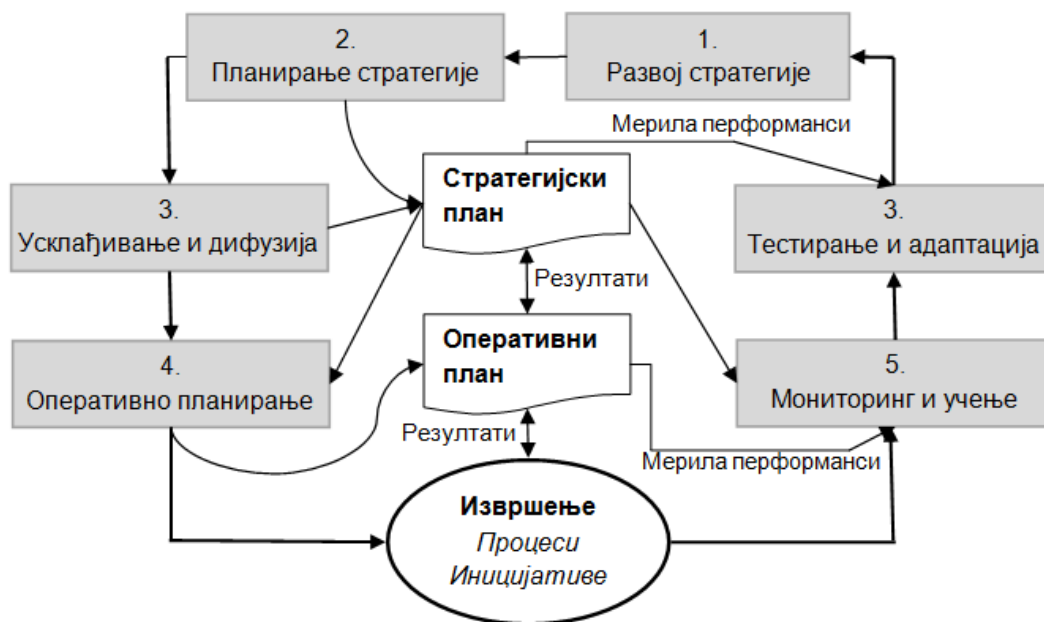 2.
Планирање стратегије
1.
Развој стратегије
Мерила перформанси
Стратегијски
план
3.
Усклађивање и дифузија
3.
Тестирање и адаптација
Резултати
Оперативни
план
4.
Оперативно планирање
5.
Мониторинг и учење
Резултати
Мерила перформанси
Извршење
Процеси
Иницијативе